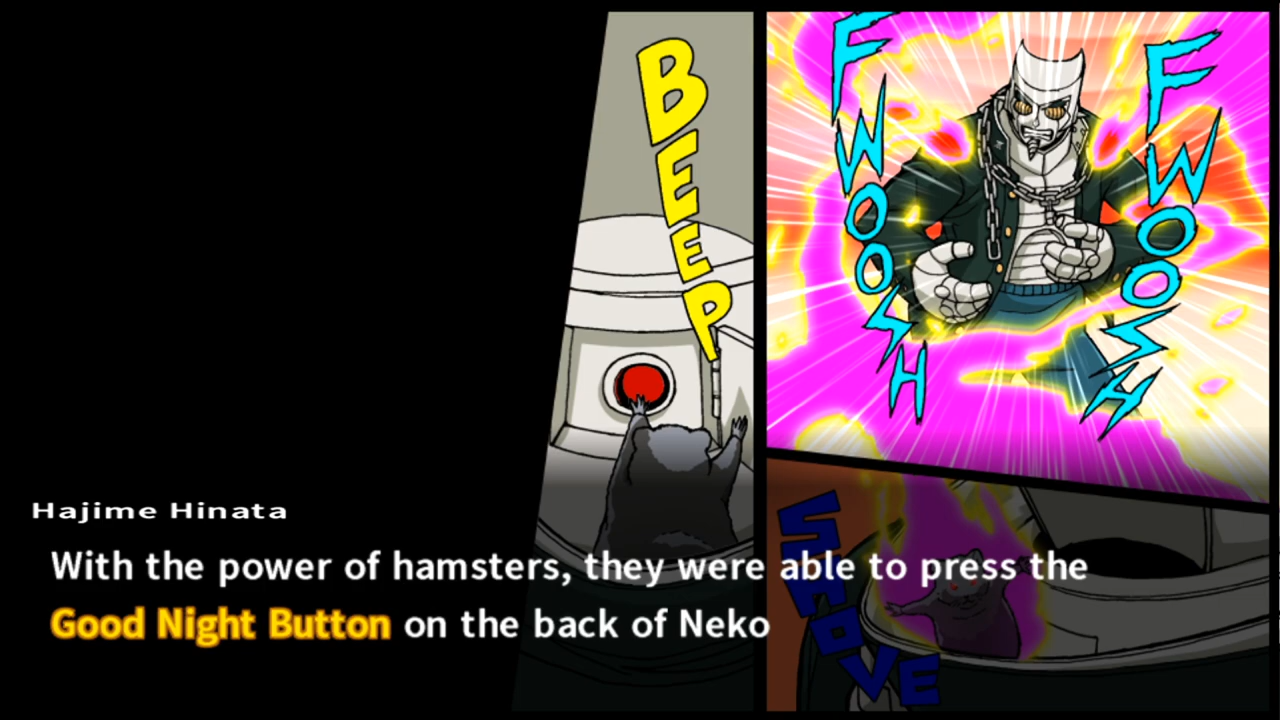 BEEP
FWOOSH
FWOOSH
SHOVE
Hajime Hinata
With the power of hamsters, they were able to press the
Good Night Button on the back of Neko